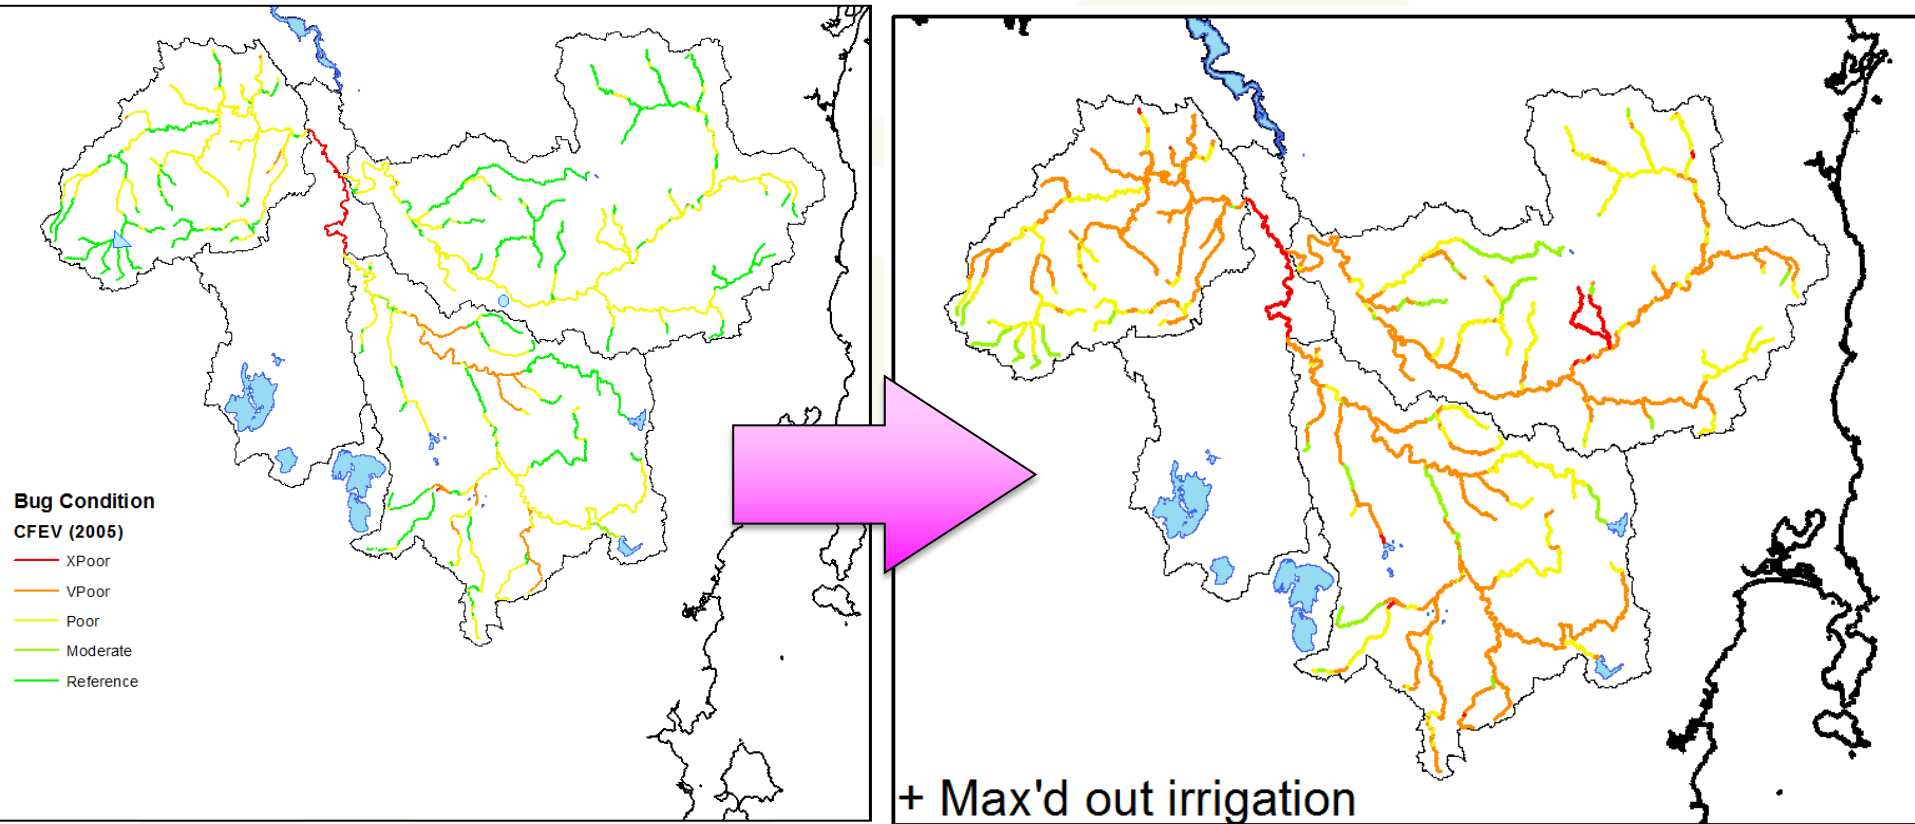 Bug Condition
CFEV (2005)
XPoor
VPoor
Poor
Moderate
Reference
+ Max'd out irrigation